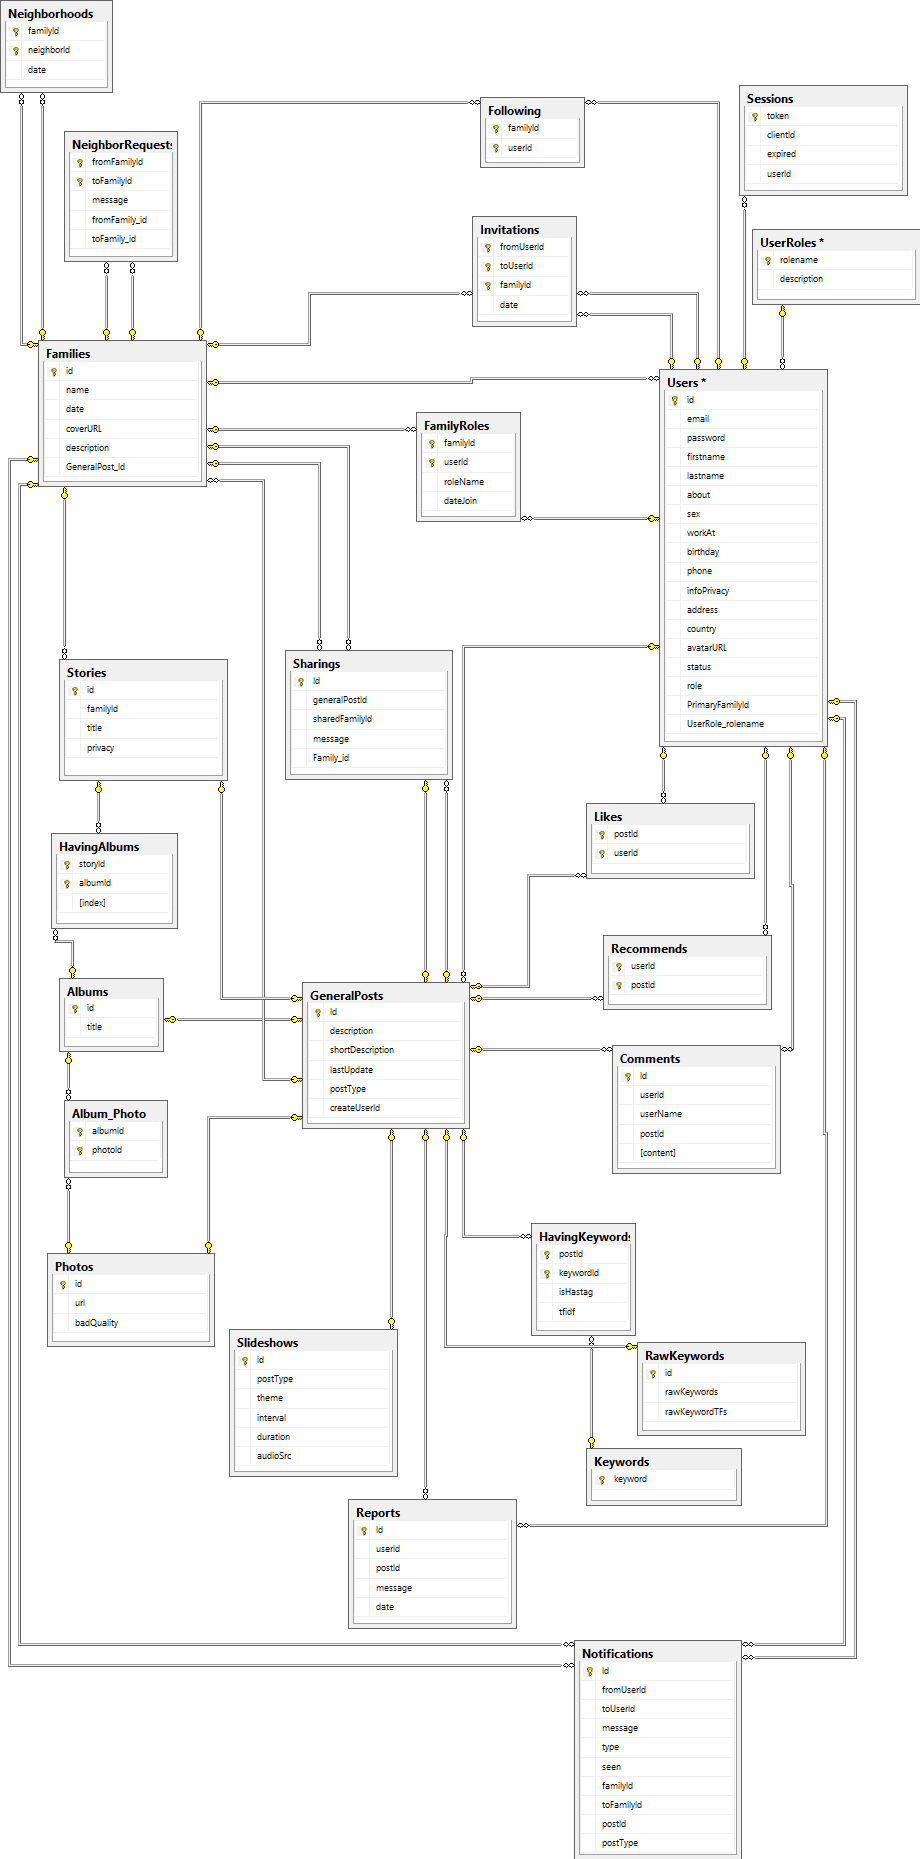 Neighborhoods
familyId
neighborId
date
NeighborRequests
fromFamilyId
toFamilyId
message
fromFamily_id
toFamily_id
Following
familyId
userId
Sessions
token
clientId
expired
userId
Invitations
fromUserId
toUserId
familyId
date
UserRoles *
rolename
description
Families
id
name
date
coverURL
description
GeneralPost_Id
Users *
id
email
password
firstname
lastname
about
sex
workAt
birthday
phone
infoPrivacy
address
country
avatarURL
status
role
PrimaryFamilyId
UserRole_rolename
FamilyRoles
familyId
userId
roleName
dateJoin
Stories
id
familyId
title
privacy
Sharings
Id
generalPostId
sharedFamilyId
message
Family_id
Likes
postId
userId
HavingAlbums
storyId
albumId
[index]
Recommends
userId
postId
Albums
id
title
GeneralPosts
Id
description
shortDescription
lastUpdate
postType
createUserId
Comments
Id
userId
userName
postId
[content]
Album_Photo
albumId
photoId
Photos
id
url
badQuality
HavingKeywords
postId
keywordId
isHastag
tfidf
Slideshows
id
postType
theme
interval
duration
audioSrc
RawKeywords
id
rawKeywords
rawKeywordTFs
Keywords
keyword
Reports
Id
userId
postId
message
date
Notifications
Id
fromUserId
toUserId
message
type
seen
familyId
toFamilyId
postId
postType